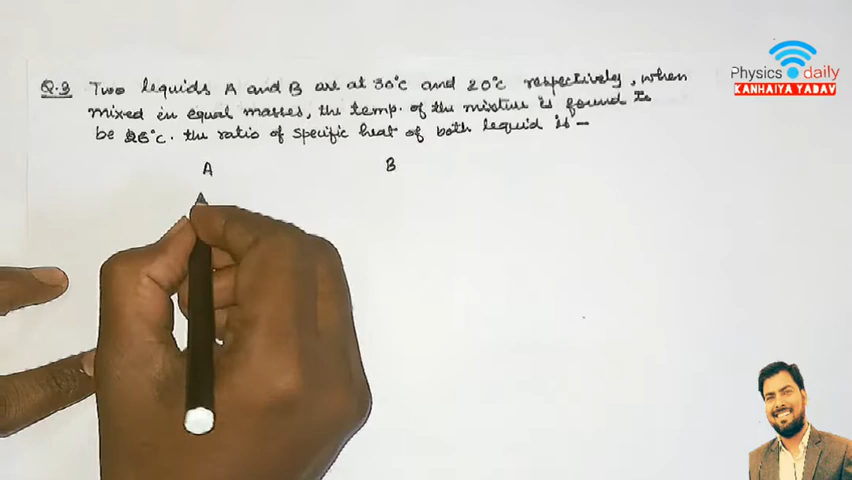 Q.3 Two liquids A and B are at 30°C and 20°C respectively, when
mixed in equal masses, the temp. of the mixture is found to
be 26°C. the ratio of specific heat of both liquid is -
A B
Physics daily
KANHAIYA YADAV